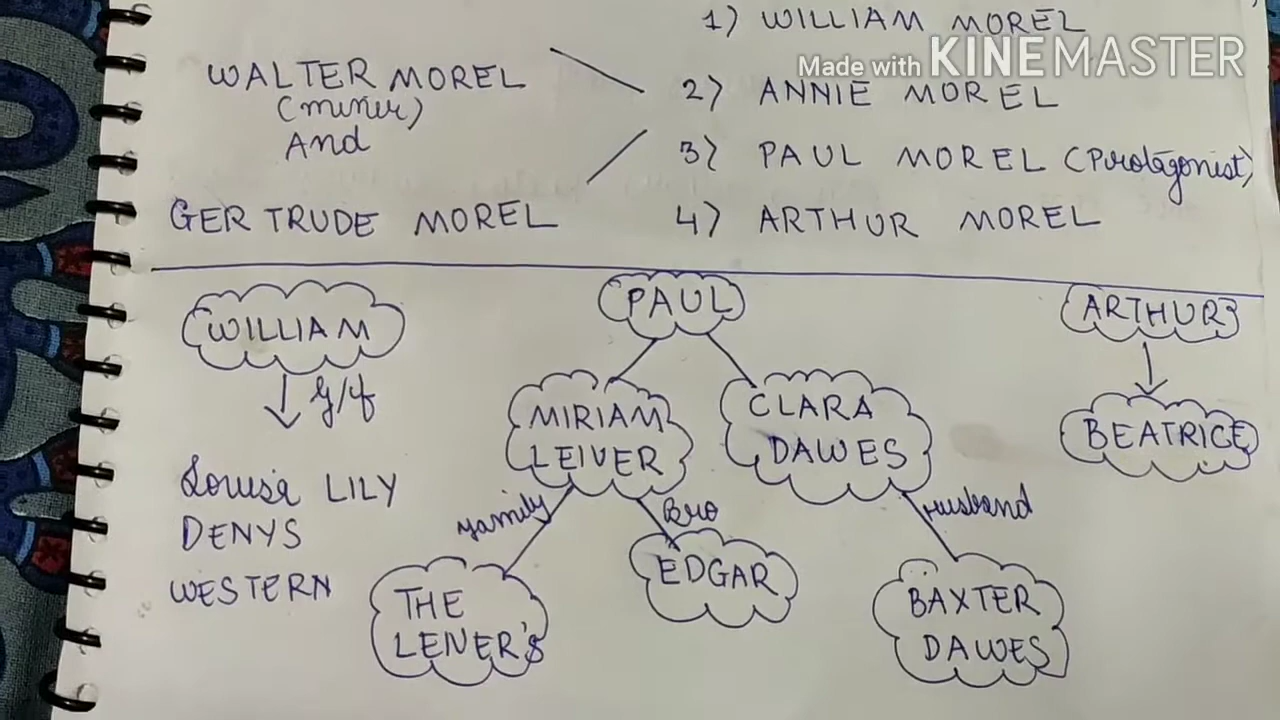 1) WILLIAM MOREL
Made with KINEMASTER
WALTER MOREL
(miner)
And
GERTRUDE MOREL
2) ANNIE MOREL
3) PAUL MOREL (Protagonist)
4) ARTHUR MOREL
WILLIAM
g/f
Louisa LILY
DENYS
WESTERN
PAUL
MIRIAM
LEIVER
CLARA
DAWES
family
Bro
Husband
THE
LEIVER'S
EDGAR
BAXTER
DAWES
ARTHUR
BEATRICE